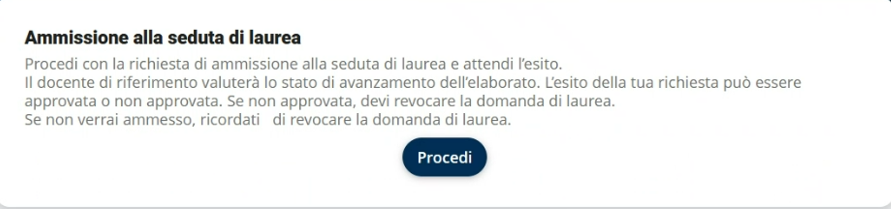 Ammissione alla seduta di laurea
Procedi con la richiesta di ammissione alla seduta di laurea e attendi l’esito.
Il docente di riferimento valuterà lo stato di avanzamento dell’elaborato. L’esito della tua richiesta può essere
approvata o non approvata. Se non approvata, devi revocare la domanda di laurea.
Se non verrai ammesso, ricordati   di revocare la domanda di laurea.
Procedi